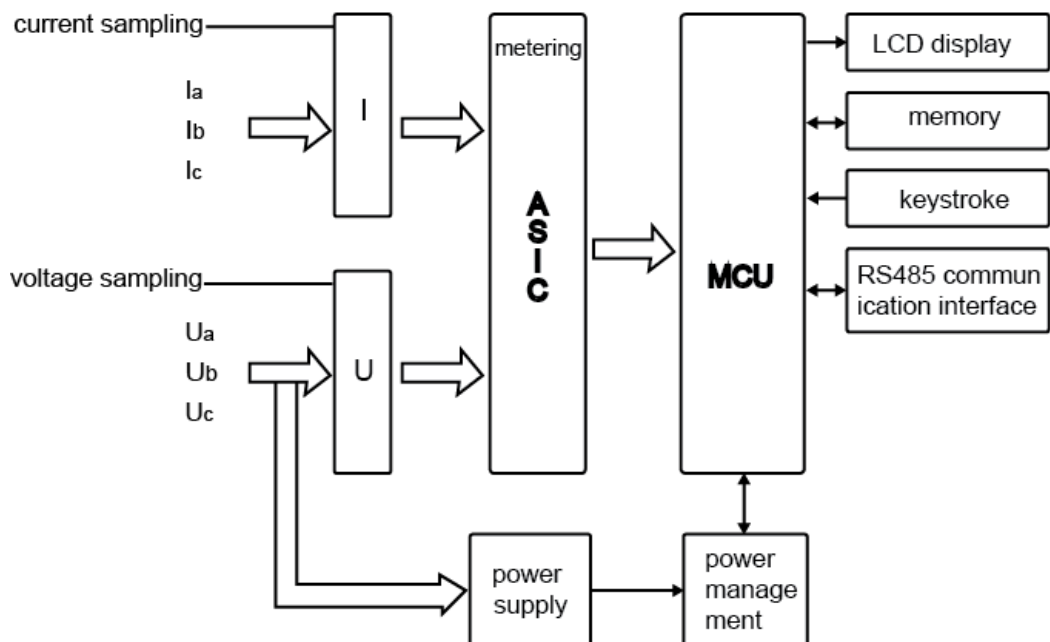 current sampling
Ia
Ib
Ic
I
metering
ASIC
MCU
LCD display
memory
keystroke
RS485 commun
ication interface
voltage sampling
Ua
Ub
Uc
U
power
supply
power
manage
ment